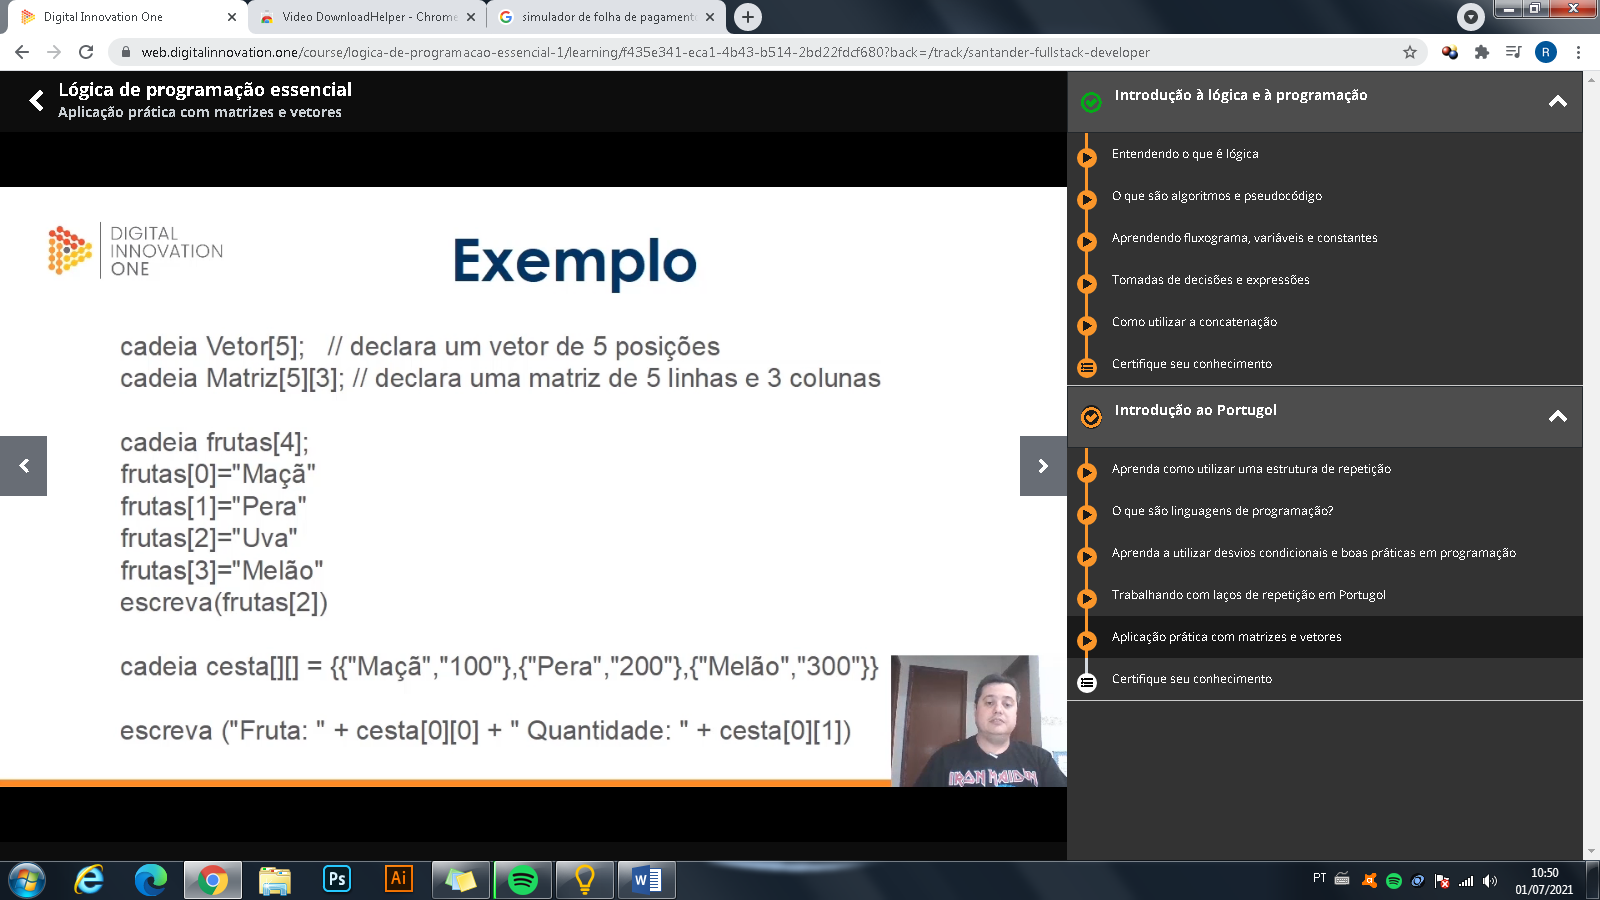 Digital Innovation One
Video DownloadHelper - Chrome
simulador de folha de pagamento
web.digitalinnovation.one/course/logica-de-programacao-essencial-1/learning/f435e341-eca1-4b43-b514-2bd22fdcf680?back=/track/santander-fullstack-developer
R
Lógica de programação essencial
Aplicação prática com matrizes e vetores
DIGITAL
INNOVATION
ONE
Exemplo
cadeia Vetor[5];   // declara um vetor de 5 posições
cadeia Matriz[5][3]; // declara uma matriz de 5 linhas e 3 colunas
cadeia frutas[4];
frutas[0]="Maçã"
frutas[1]="Pera"
frutas[2]="Uva"
frutas[3]="Melão"
escreva(frutas[2])
cadeia cesta[][] = {{"Maçã","100"},{"Pera","200"},{"Melão","300"}}
escreva ("Fruta: " + cesta[0][0] + " Quantidade: " + cesta[0][1])
IRON MAIDEN
Introdução à lógica e à programação
Entendendo o que é lógica
O que são algoritmos e pseudocódigo
Aprendendo fluxograma, variáveis e constantes
Tomadas de decisões e expressões
Como utilizar a concatenação
Certifique seu conhecimento
Introdução ao Portugol
Aprenda como utilizar uma estrutura de repetição
O que são linguagens de programação?
Aprenda a utilizar desvios condicionais e boas práticas em programação
Trabalhando com laços de repetição em Portugol
Aplicação prática com matrizes e vetores
Certifique seu conhecimento
Ps
Ai
W
PT
10:50
01/07/2021